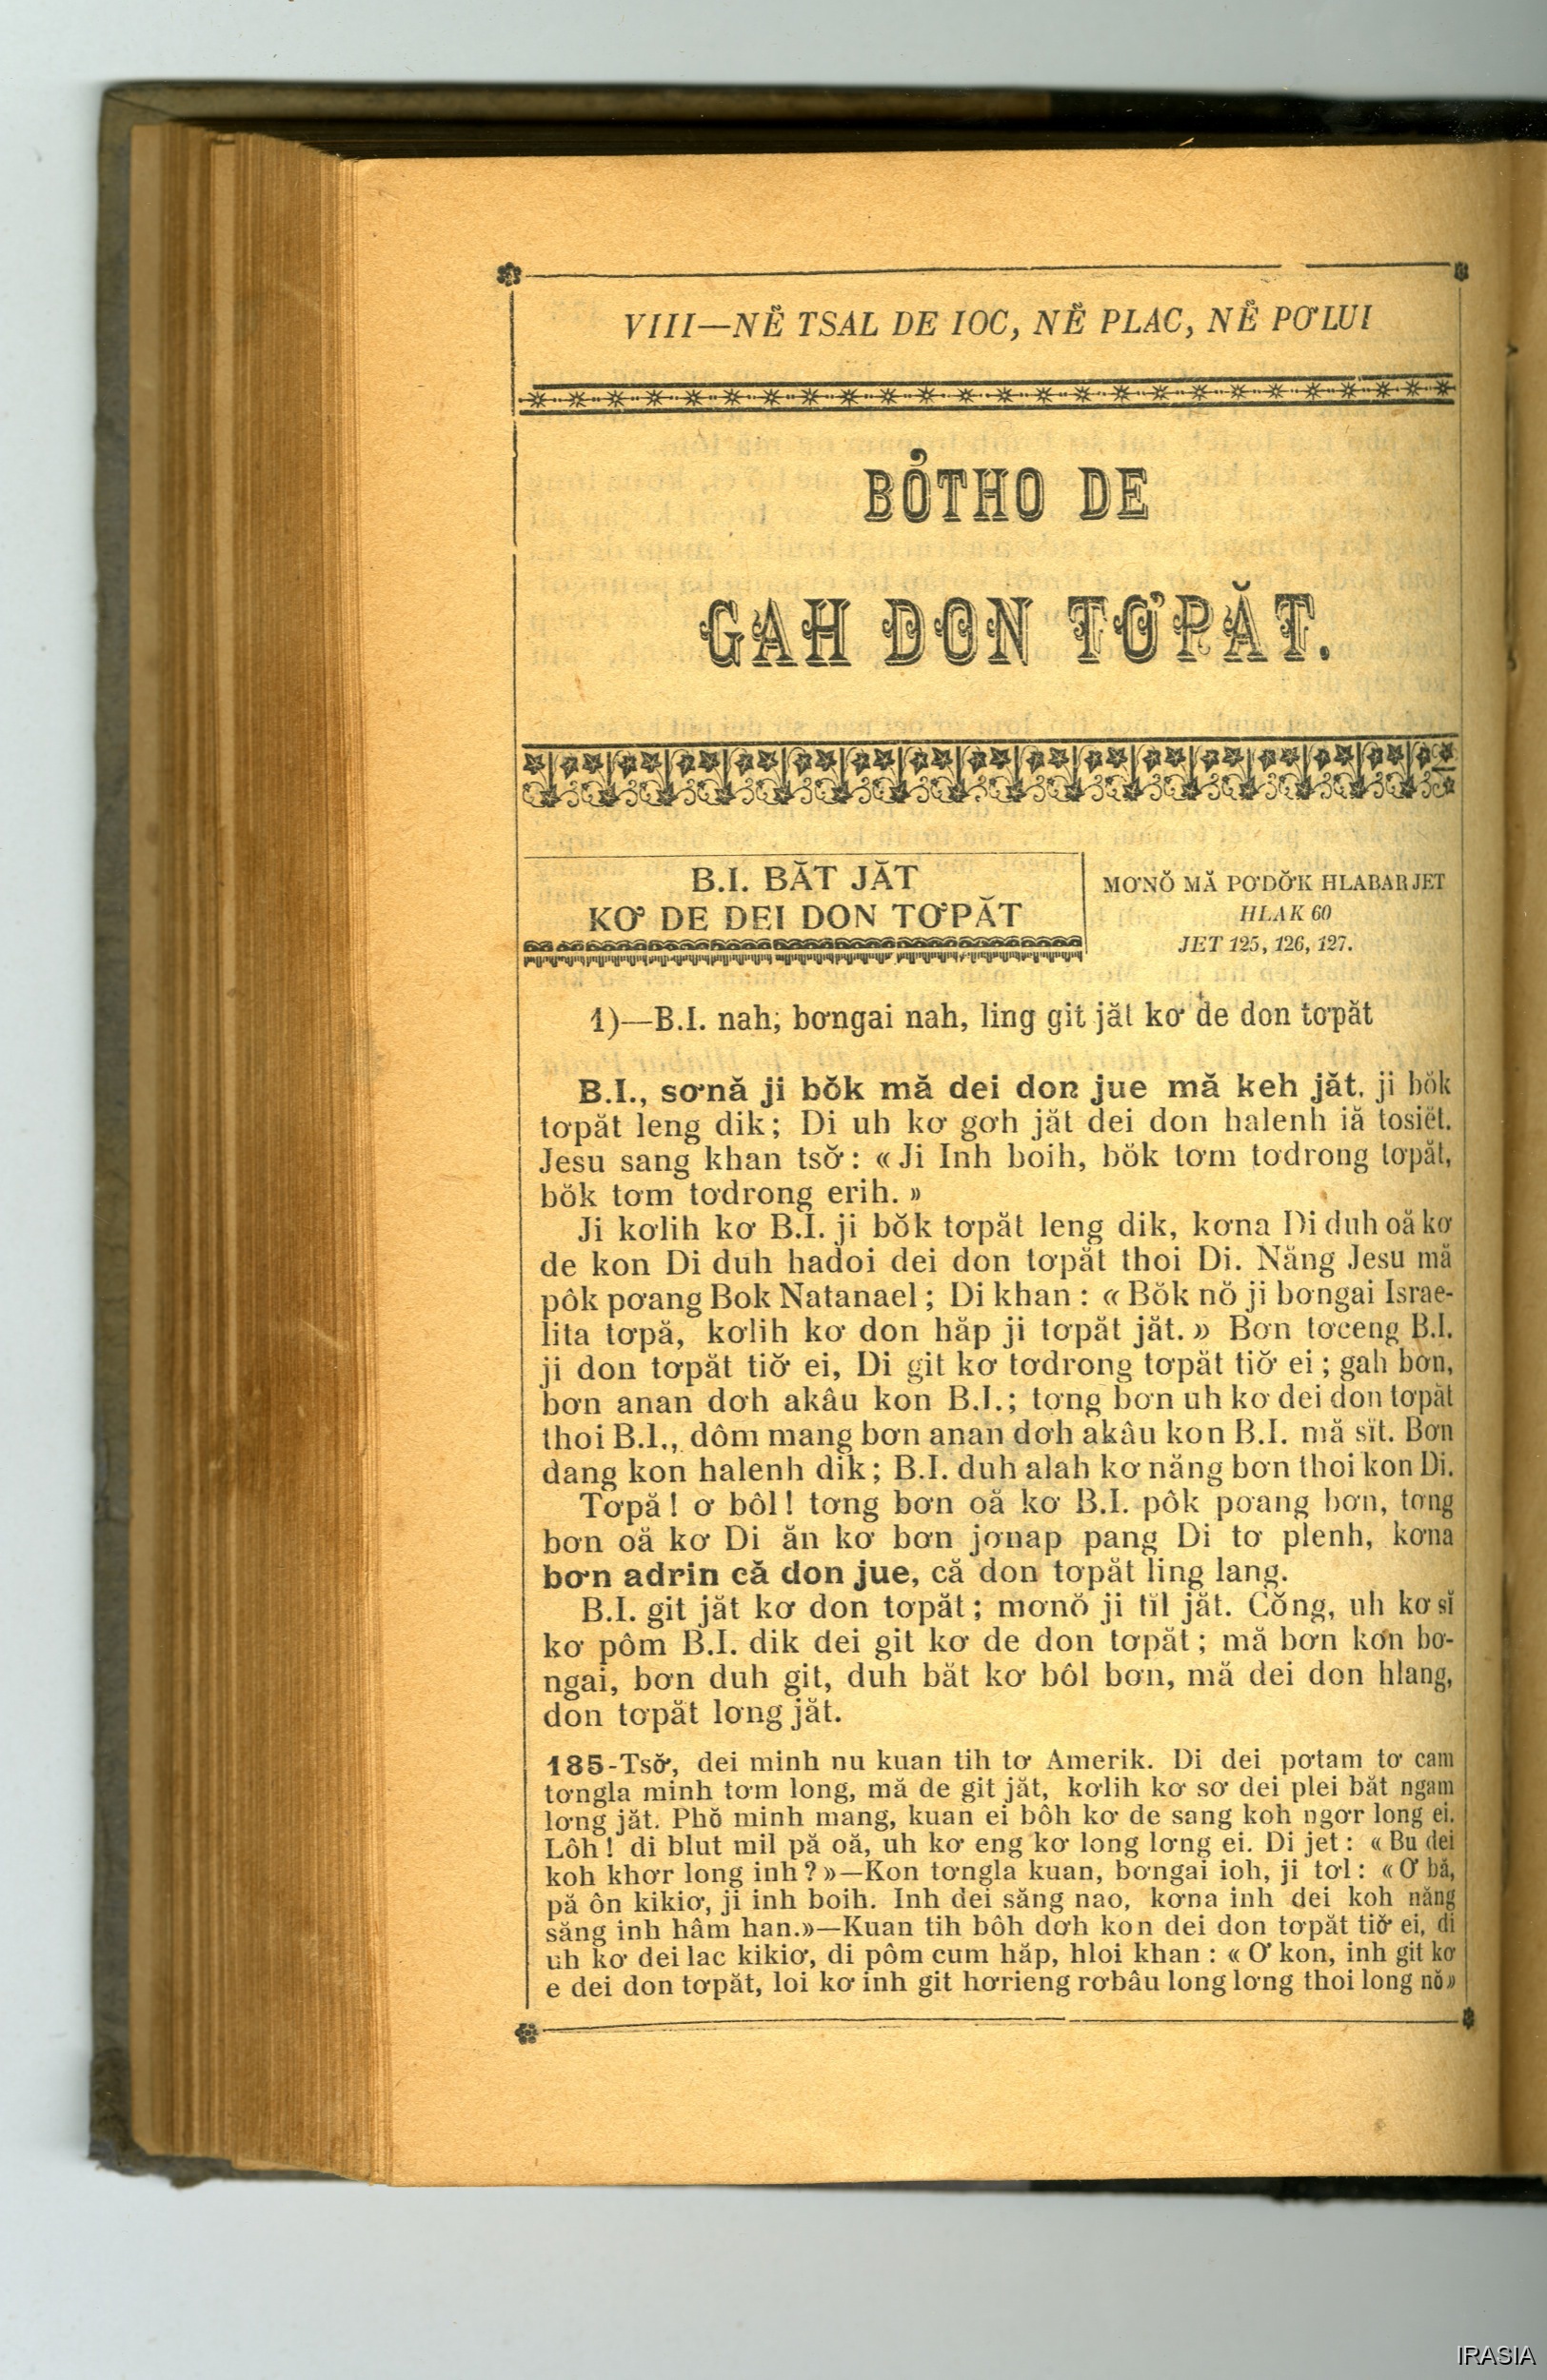 VIII—NĔ TSAL DE IOC, NĔ PLAC, NĔ PƠLUI
BỎTHO DE
GAH DON TƠPĂT.
B.I. BĂT JĂT
KƠ DE DEI DON TƠPĂT
MƠNŎ MĂ PƠDỜ̆K HLABAR JET
HLAK 60
JET 125, 126, 127.
1)—B.I. nah; bơngai nah, ling git jăt kơ de don tơpăt
B.I., sơnă ji bŏk mă dei don jue mă keh jăt. ji bŏk
tơpăt leng dik; Di uh kơ gơh jăt dei don halenh iă tosiĕt.
Jesu sang khan tsơ̆: «Ji Inh boih, bŏk tơm tơdrong tơpăt,
bŏk tơm tơdrong erih.»
Ji kơlih kơ B.I. ji bŏk tơpăt leng dik, kơna Di duh oă kơ
de kon Di duh hadoi dei don tơpăt thoi Di. Năng Jesu mă
pôk pơang Bok Natanael; Di khan: «Bŏk nŏ ji bơngai Israe-
lita tơpă, kơlih kơ don hăp ji tơpăt jăt.» Bơn tơceng B.I.
ji don tơpăt tiơ̆ ei, Di git kơ tơdrong tơpăt tiơ̆ ei; gah bơn,
bơn anan dơh akâu kon B.I.; tơng bơn uh kơ dei don tơpăt
thoi B.I., dôm mang bơn anan dơh akâu kon B.I. mă sĭt. Bơn
dang kon halenh dik; B.I. duh alah kơ năng bơn thoi kon Di.
Tơpă! ơ bôl! tơng bơn oă kơ B.I. pôk pơang bơn, tơng
bơn oă kơ Di ăn kơ bơn jơnap pang Di tơ plenh, kơna
bơn adrin că don jue, că don tơpăt ling lang.
B.I. git jăt kơ don tơpăt; mơnŏ ji tĭl jăt. Cŏng, uh kơ sĭ
kơ pôm B.I. dik dei git kơ de don tơpăt; mă bơn kơn bơ-
ngai, bơn duh git, duh băt kơ bôl bơn, mă dei don hlang,
don tơpăt lơng jăt.
185-Tsơ̆, dei minh nu kuan tih tơ Amerik. Di dei pơtam tơ cam
tơngla minh tơm long, mă de git jăt, kơlih kơ sơ dei plei băt ngam
lơng jăt. Phŏ minh mang, kuan ei bôh kơ de sang koh ngơr long ei.
Lôh! di blut mil pă oă, uh kơ eng kơ long lơng ei. Di jet: «Bu dei
koh khơr long inh?»—Kon tơngla kuan, bơngai ioh, ji tơl: «Ơ bă,
pă ôn kikiơ, ji inh boih. Inh dei săng nao, kơna inh dei koh năng
săng inh hâm han.»—Kuan tih bôh dơh kon dei don tơpăt tiơ̆ ei, di
uh kơ dei lac kikiơ, di pôm cum hăp, hloi khan: «Ơ kon, inh git kơ
e dei don tơpăt, loi kơ inh git hơrieng rơbâu long lơng thoi long nŏ»
IRASIA